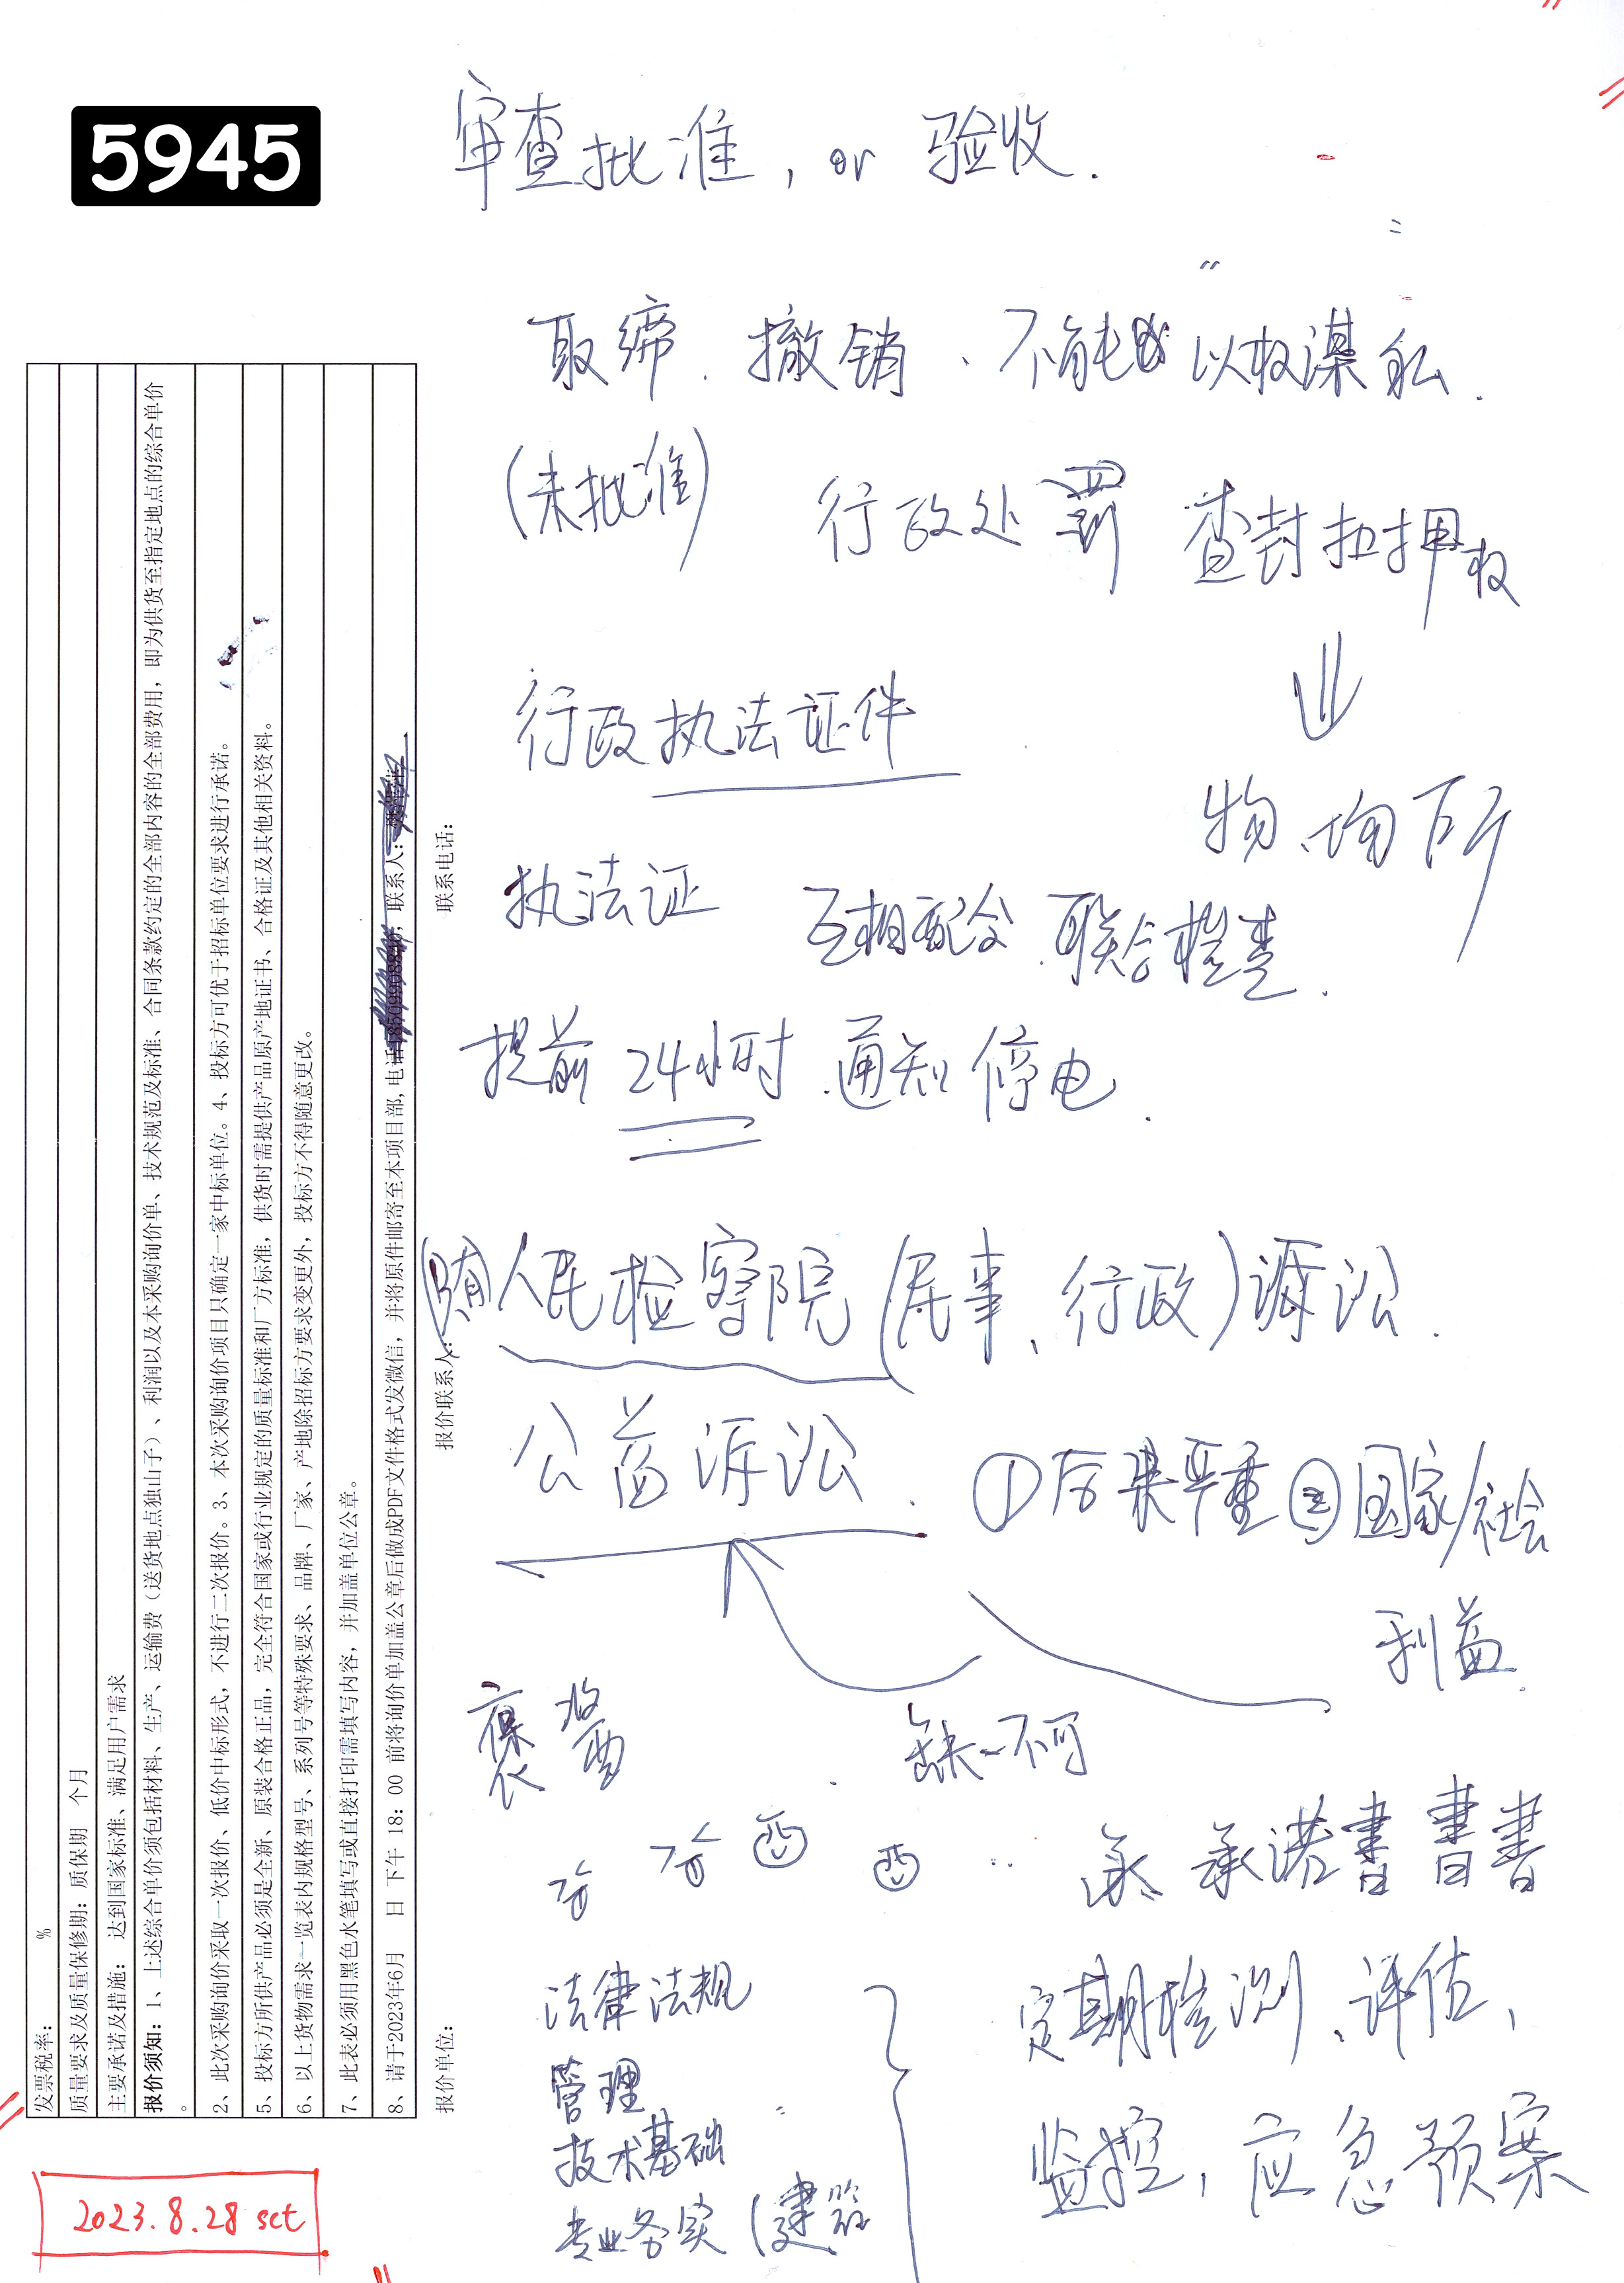 5945
审查批准, or 验收.
取缔. 撤销、不能 以权谋私.
(未批准) 行政处罚 查封扣押权
行政执法证件
物、场所
执法证 互相配合.联合检查.
提前 24小时.通知停电.
人民检察院(民事、行政)诉讼.
公益诉讼. ①后果严重 ② 国家/社会
利益.
褒 缺一不可
酉 酉 承 承诺書書書
法律法规
管理
技术基础
专业务实(建筑
定期检测、评估、
监控, 应急预案
2023.8.28 sct
发票税率: %
质量要求及质量保修期: 质保期 个月
主要承诺及措施: 达到国家标准、满足用户需求
报价须知: 1、上述综合单价须包括材料、生产、运输费(送货地点独山子)、利润以及本采购询价单、技术规范及标准、合同条款约定的全部内容的全部费用, 即为供货至指定地点的综合单价
。
2、此次采购询价采取一次报价、低价中标形式, 不进行二次报价。3、本次采购询价项目只确定一家中标单位。4、投标方可优于招标单位要求进行承诺。
5、投标方所供产品必须是全新、原装合格正品, 完全符合国家或行业规定的质量标准和厂方标准, 供货时需提供产品原产地证书、合格证及其他相关资料。
6、以上货物需求一览表内规格型号、系列号等特殊要求、品牌、厂家、产地除招标方要求变更外, 投标方不得随意更改。
7、此表必须用黑色水笔填写或直接打印需填写内容, 并加盖单位公章。
8、请于2023年6月 日 下午 18: 00 前将询价单加盖公章后做成PDF文件格式发微信, 并将原件邮寄至本项目部, 电话 , 联系人:
报价单位: 报价联系人: 联系电话: